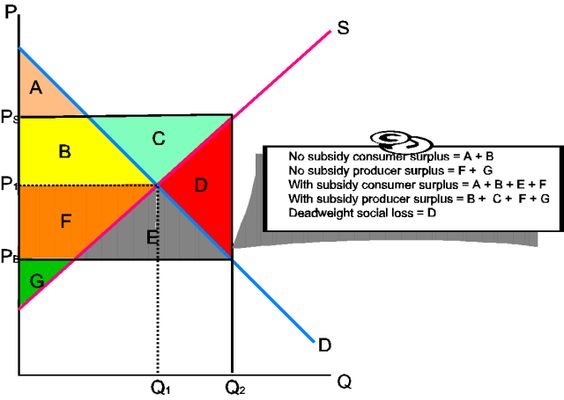 P
S
A
Ps
B
C
P1
D
F
E
PB
G
D
Q1
Q2
Q
No subsidy consumer surplus = A + B
No subsidy producer surplus = F + G
With subsidy consumer surplus = A + B + E + F
With subsidy producer surplus = B + C + F + G
Deadweight social loss = D